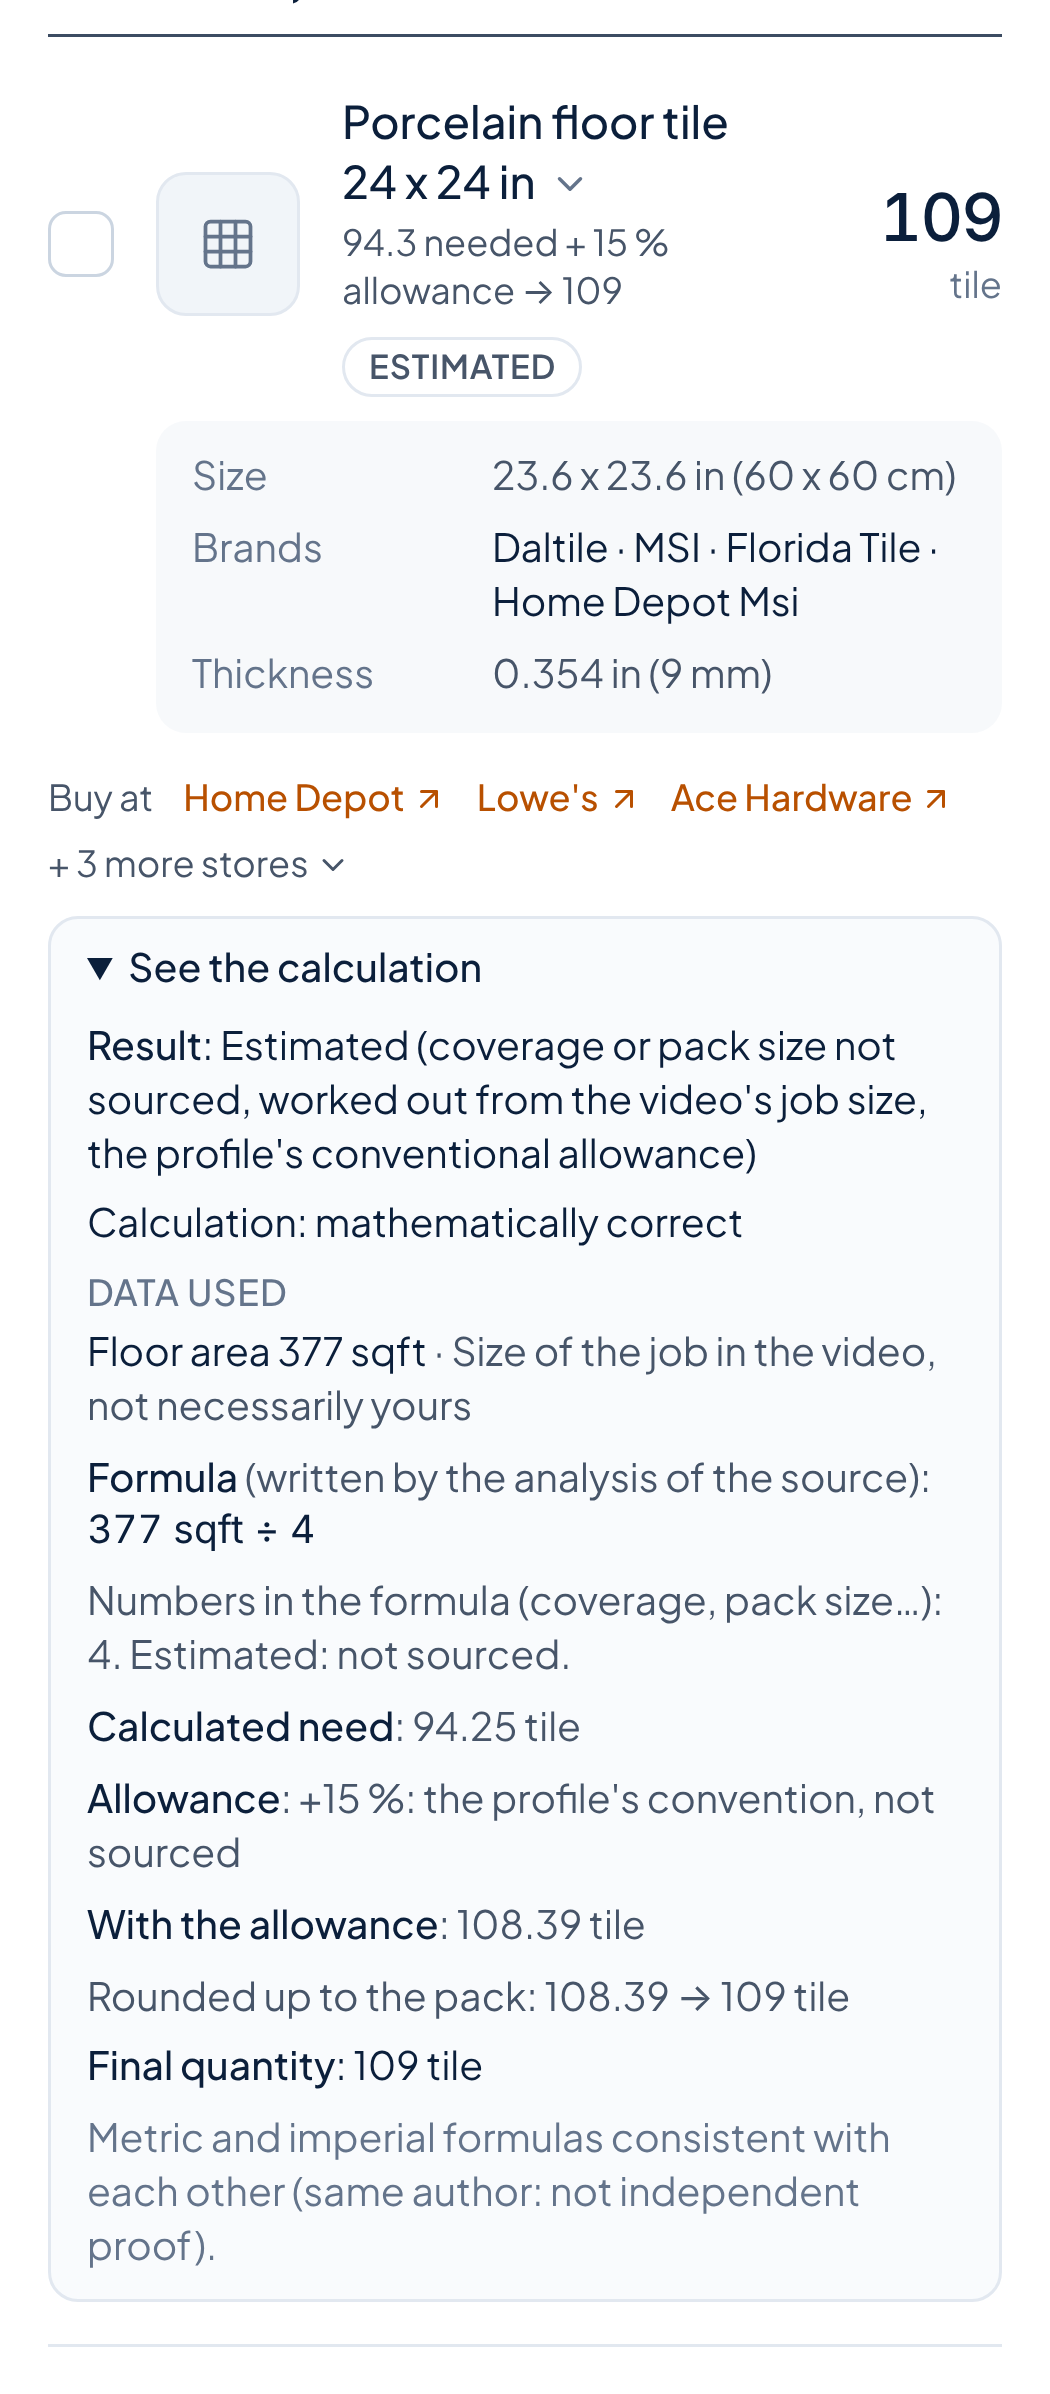 Porcelain floor tile
24 x 24 in
94.3 needed + 15 %
allowance → 109
109
tile
ESTIMATED
Size 23.6 x 23.6 in (60 x 60 cm)
Brands Daltile · MSI · Florida Tile ·
Home Depot Msi
Thickness 0.354 in (9 mm)
Buy at Home Depot ↗ Lowe's ↗ Ace Hardware ↗
+ 3 more stores
▼ See the calculation
Result: Estimated (coverage or pack size not
sourced, worked out from the video's job size,
the profile's conventional allowance)
Calculation: mathematically correct
DATA USED
Floor area 377 sqft · Size of the job in the video,
not necessarily yours
Formula (written by the analysis of the source):
377 sqft ÷ 4
Numbers in the formula (coverage, pack size…):
4. Estimated: not sourced.
Calculated need: 94.25 tile
Allowance: +15 %: the profile's convention, not
sourced
With the allowance: 108.39 tile
Rounded up to the pack: 108.39 → 109 tile
Final quantity: 109 tile
Metric and imperial formulas consistent with
each other (same author: not independent
proof).